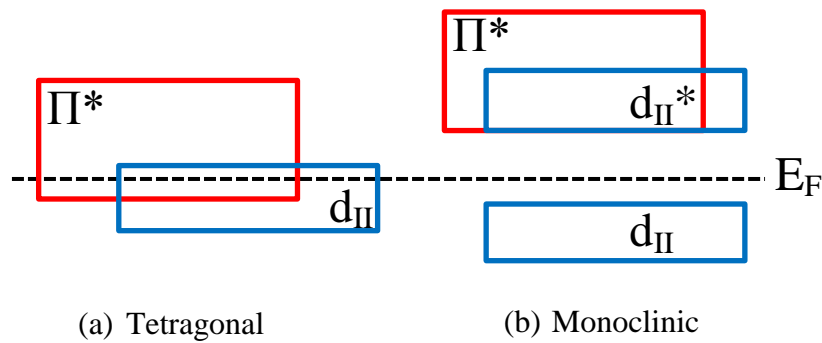 Π*
d_II
Π*
d_II*
d_II
E_F
(a) Tetragonal
(b) Monoclinic